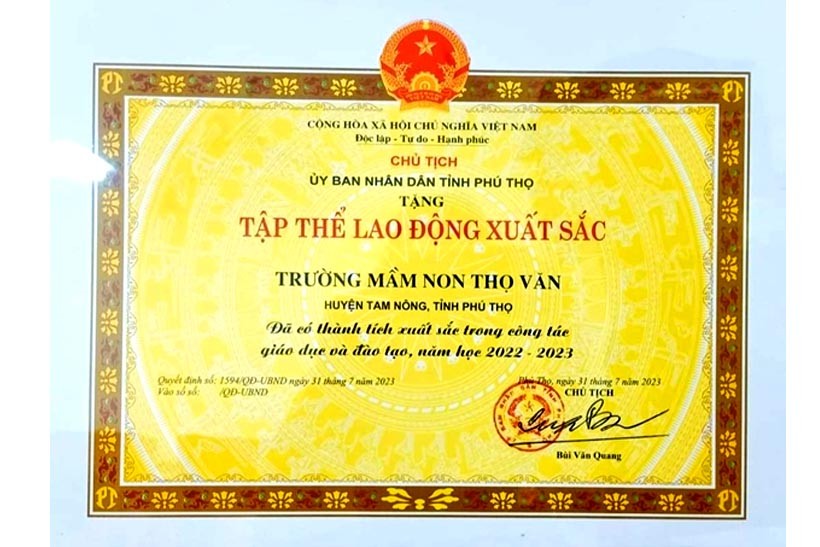 PT
PT
CỘNG HÒA XÃ HỘI CHỦ NGHĨA VIỆT NAM
Độc lập - Tự do - Hạnh phúc
CHỦ TỊCH
ỦY BAN NHÂN DÂN TỈNH PHÚ THỌ
TẶNG
TẬP THỂ LAO ĐỘNG XUẤT SẮC
TRƯỜNG MẦM NON THỌ VĂN
HUYỆN TAM NÔNG, TỈNH PHÚ THỌ
Đã có thành tích xuất sắc trong công tác
giáo dục và đào tạo, năm học 2022 - 2023
Quyết định số: 1594/QĐ-UBND ngày 31 tháng 7 năm 2023
Vào sổ số: /QĐ-UBND
Phú Thọ, ngày 31 tháng 7 năm 2023
CHỦ TỊCH
Bùi Văn Quang
PT
PT